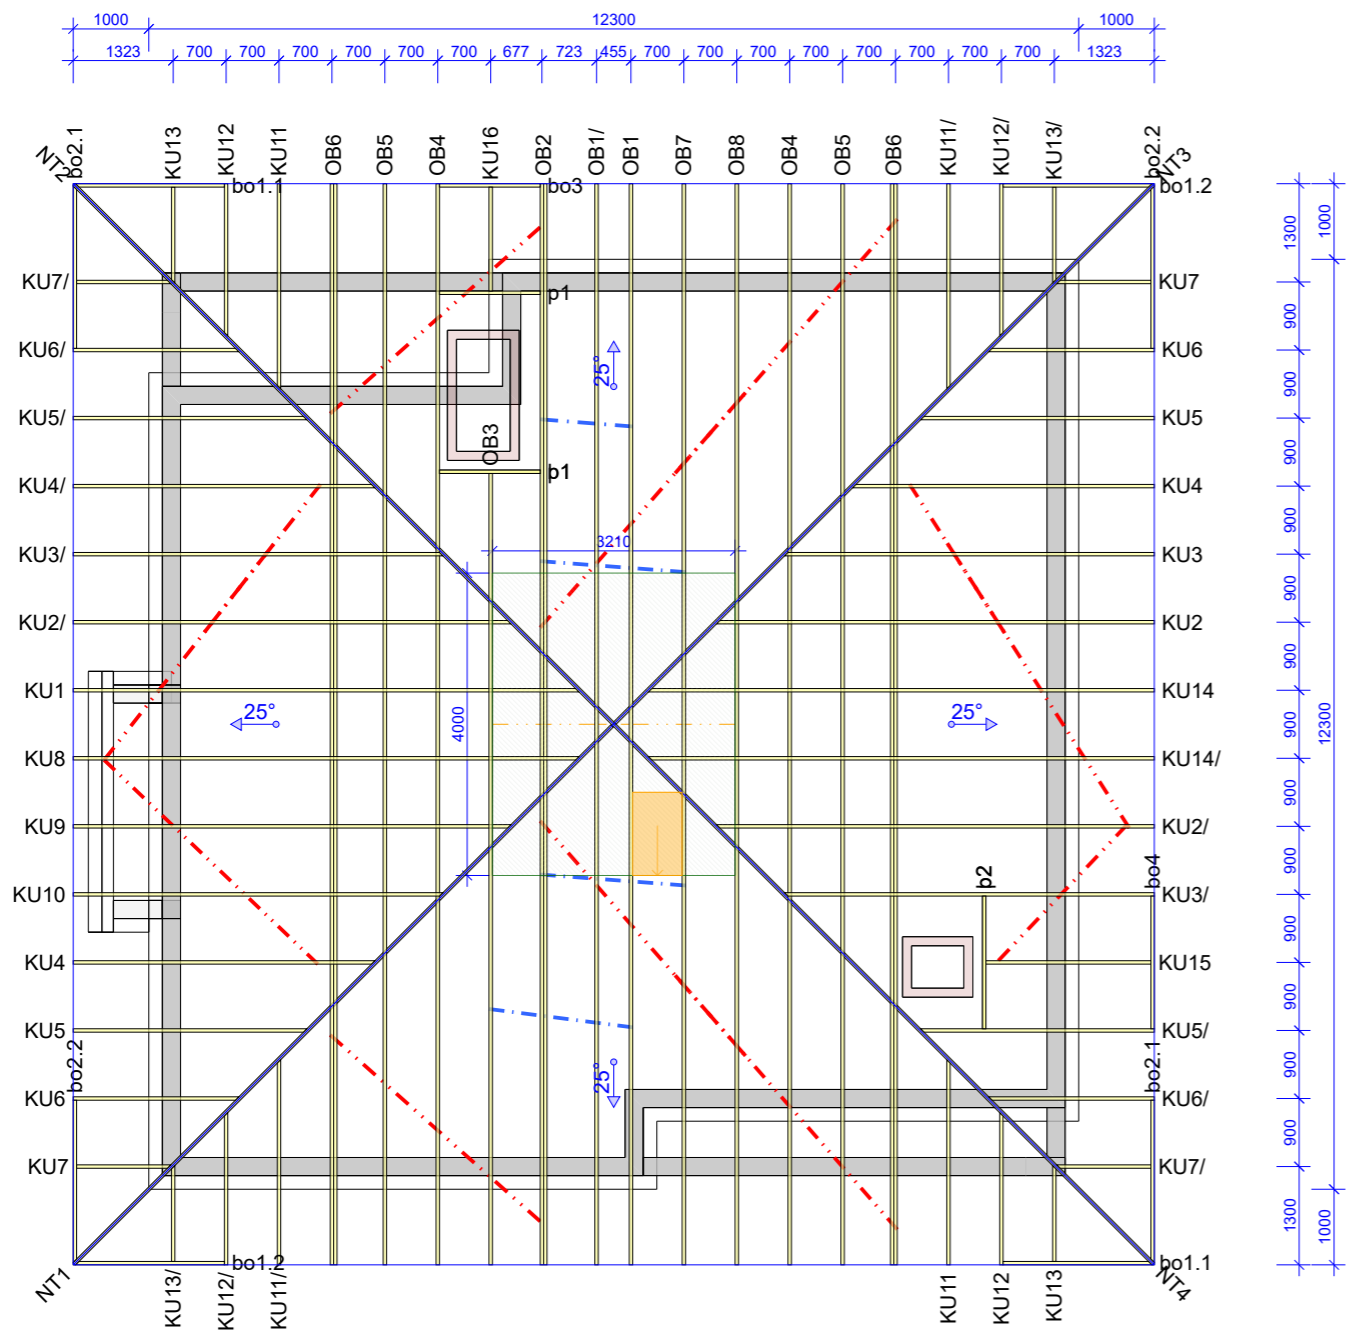 1000 12300 1000
1323 700 700 700 700 700 700 677 723 455 700 700 700 700 700 700 700 700 1323
NT2 bo2.1 KU13 KU12 KU11 OB6 OB5 OB4 KU16 OB2 OB1/ OB1 OB7 OB8 OB4 OB5 OB6 KU11/ KU12/ KU13/ bo2.2 NT3
bo1.1 bo3 bo1.2
1300 1000
KU7/ p1 KU7
900
KU6/ 25° KU6
900
KU5/ KU5
OB3 900
KU4/ p1 KU4
900
KU3/ 3210 KU3
900
KU2/ KU2
900
KU1 KU14
4000 25° 25° 900 12300
KU8 KU14/
900
KU9 KU2/
p2 bo4 900
KU10 KU3/
900
KU4 KU15
900
KU5 KU5/
bo2.2 25° bo2.1 900
KU6 KU6/
900
KU7 KU7/
1300 1000
bo1.2 bo1.1
NT1 KU13/ KU12/ KU11/ KU11 KU12 KU13 NT4